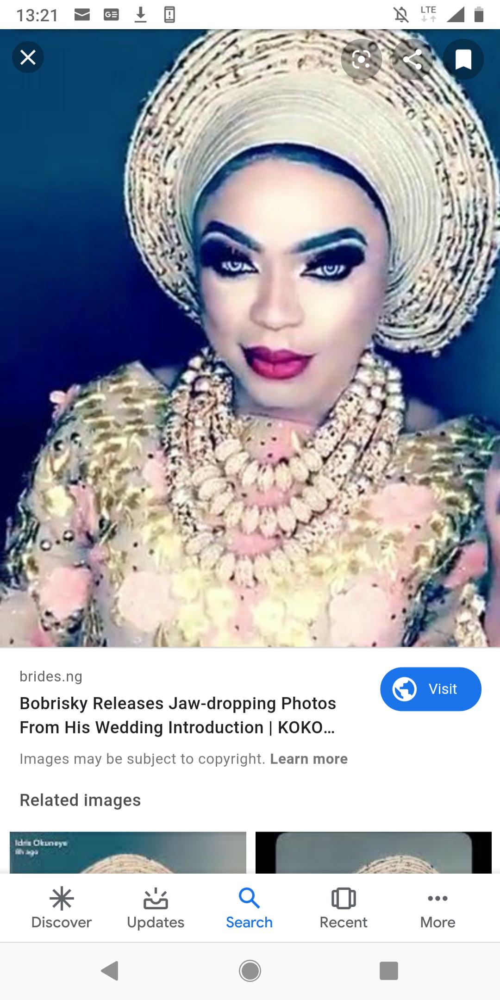 13:21
GE
LTE
brides.ng
Visit
Bobrisky Releases Jaw-dropping Photos
From His Wedding Introduction | KOKO...
Images may be subject to copyright. Learn more
Related images
Idris Okuneye
8h ago
Discover
Updates
Search
Recent
More